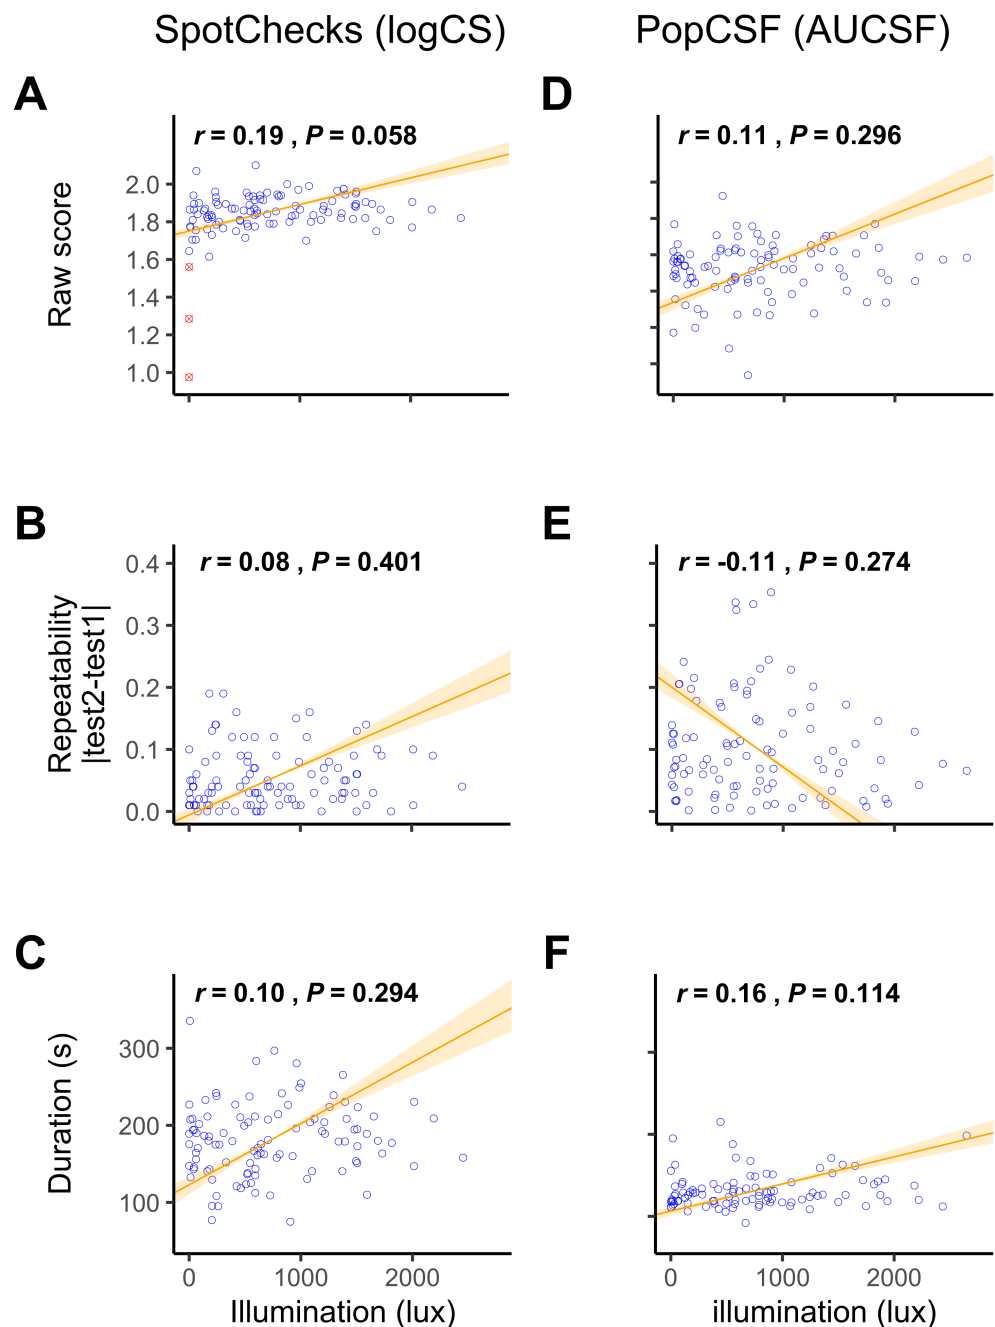 SpotChecks (logCS)
PopCSF (AUCSF)
A
D
r = 0.19 , P = 0.058
r = 0.11 , P = 0.296
Raw score
2.0
1.8
1.6
1.4
1.2
1.0
B
E
r = 0.08 , P = 0.401
r = -0.11 , P = 0.274
Repeatability
|test2-test1|
0.4
0.3
0.2
0.1
0.0
C
F
r = 0.10 , P = 0.294
r = 0.16 , P = 0.114
Duration (s)
300
200
100
0
1000
2000
0
1000
2000
Illumination (lux)
illumination (lux)